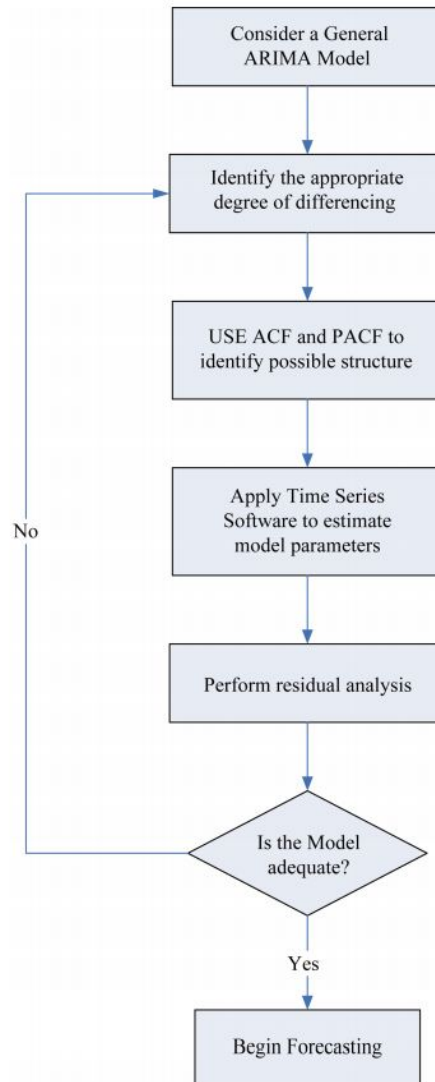 Consider a General
ARIMA Model
Identify the appropriate
degree of differencing
USE ACF and PACF to
identify possible structure
Apply Time Series
Software to estimate
model parameters
No
Perform residual analysis
Is the Model
adequate?
Yes
Begin Forecasting